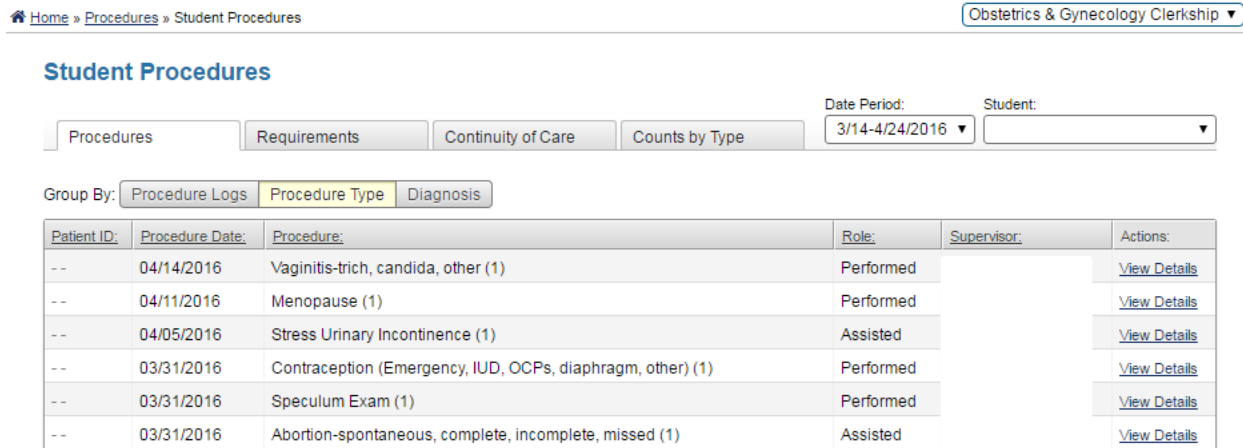 Home » Procedures » Student Procedures
Obstetrics & Gynecology Clerkship ▼
Student Procedures
Date Period: Student:
Procedures Requirements Continuity of Care Counts by Type 3/14-4/24/2016 ▼ ▼
Group By: Procedure Logs Procedure Type Diagnosis
Patient ID: Procedure Date: Procedure: Role: Supervisor: Actions:
-- 04/14/2016 Vaginitis-trich, candida, other (1) Performed View Details
-- 04/11/2016 Menopause (1) Performed View Details
-- 04/05/2016 Stress Urinary Incontinence (1) Assisted View Details
-- 03/31/2016 Contraception (Emergency, IUD, OCPs, diaphragm, other) (1) Performed View Details
-- 03/31/2016 Speculum Exam (1) Performed View Details
-- 03/31/2016 Abortion-spontaneous, complete, incomplete, missed (1) Assisted View Details